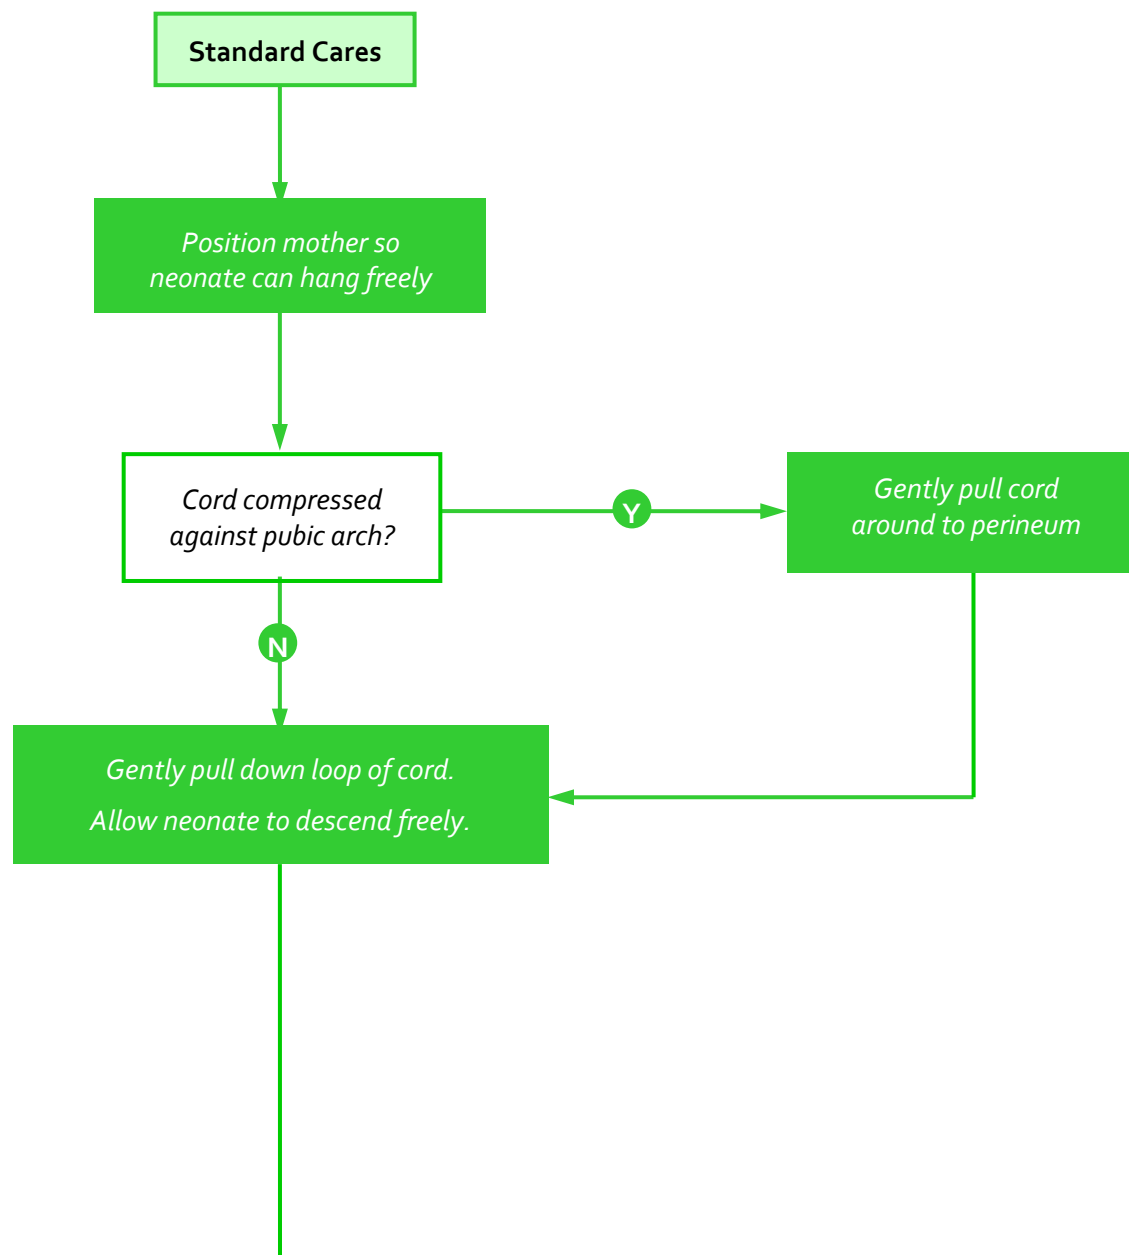 Standard Cares
Position mother so
neonate can hang freely
Cord compressed
against pubic arch?
Y
Gently pull cord
around to perineum
N
Gently pull down loop of cord.
Allow neonate to descend freely.